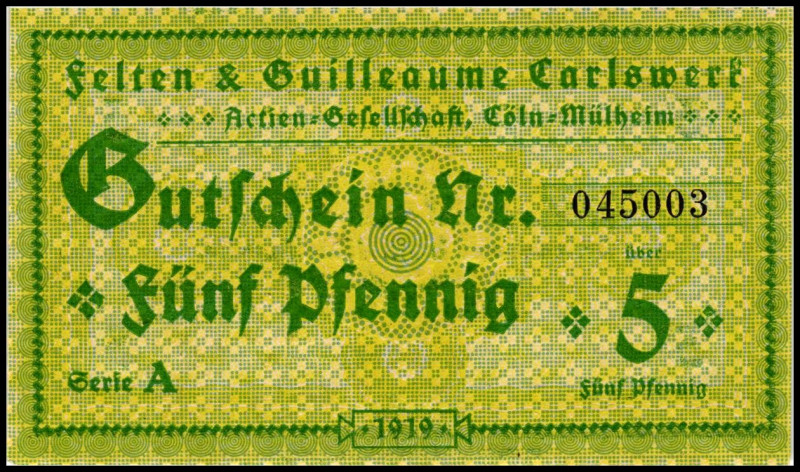 Felten & Guilleaume Carlswerk
Actien-Gesellschaft, Cöln-Mülheim
Gutschein Nr. 045003
über
Fünf Pfennig 5
Serie A
Fünf Pfennig
1919